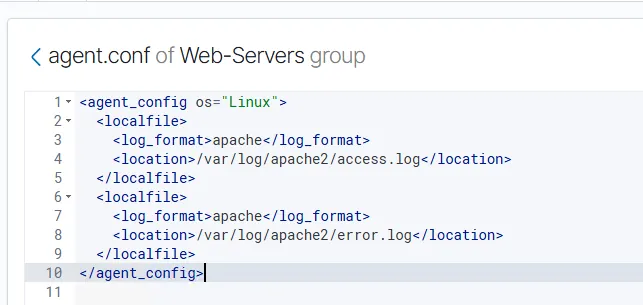 agent.conf of Web-Servers group
1 <agent_config os="Linux">
2 <localfile>
3 <log_format>apache</log_format>
4 <location>/var/log/apache2/access.log</location>
5 </localfile>
6 <localfile>
7 <log_format>apache</log_format>
8 <location>/var/log/apache2/error.log</location>
9 </localfile>
10 </agent_config>
11